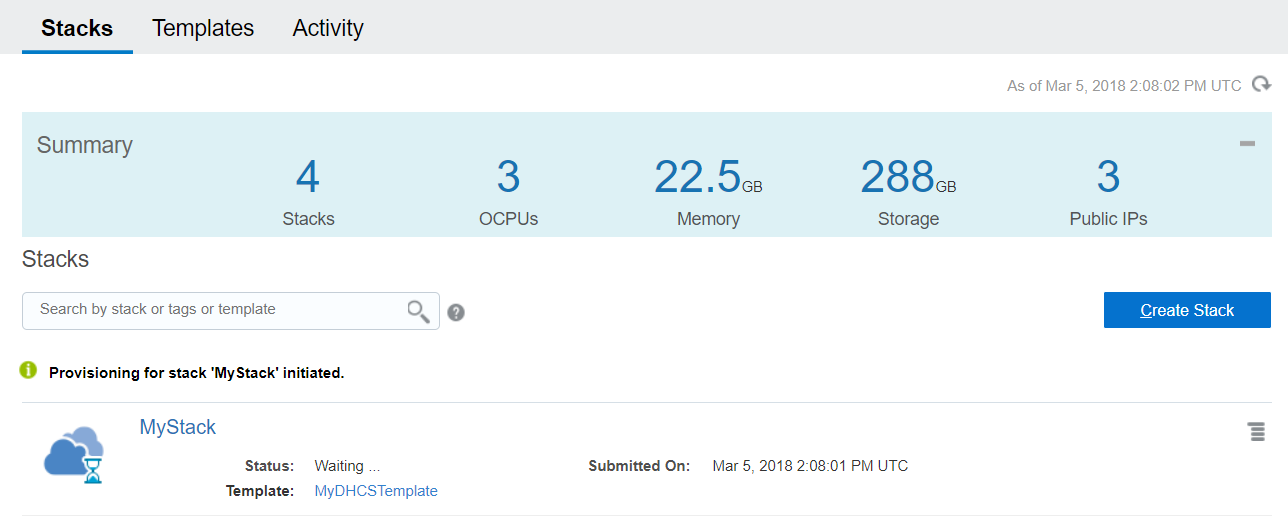 Stacks Templates Activity
As of Mar 5, 2018 2:08:02 PM UTC
Summary
4 3 22.5GB 288GB 3
Stacks OCPUs Memory Storage Public IPs
Stacks
Search by stack or tags or template
Create Stack
Provisioning for stack 'MyStack' initiated.
MyStack
Status: Waiting ... Submitted On: Mar 5, 2018 2:08:01 PM UTC
Template: MyDHCSTemplate